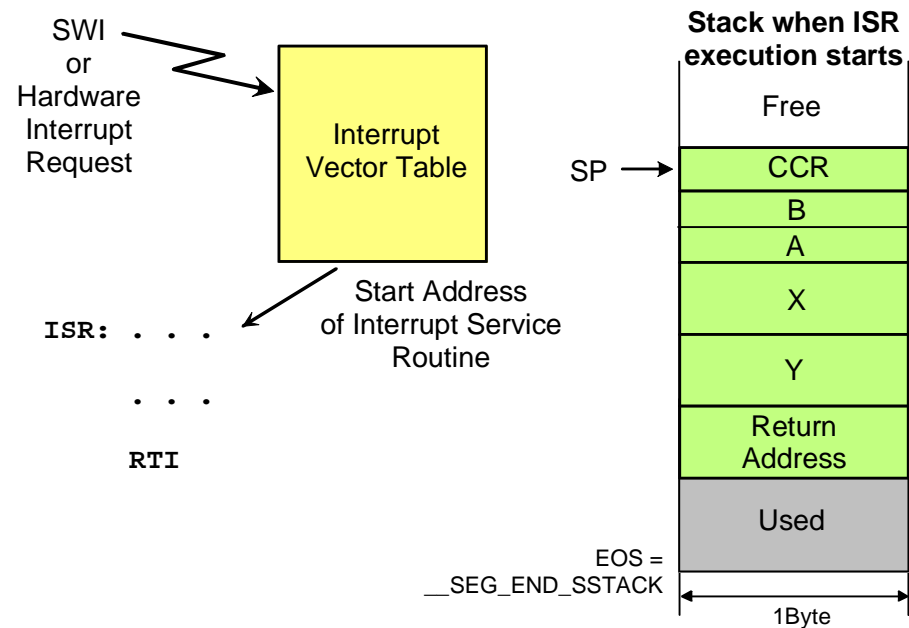 SWI
or
Hardware
Interrupt
Request
Interrupt
Vector Table
Start Address
of Interrupt Service
Routine
ISR: . . .
. . .
RTI
Stack when ISR
execution starts
Free
SP
CCR
B
A
X
Y
Return
Address
Used
EOS =
__SEG_END_SSTACK
1Byte